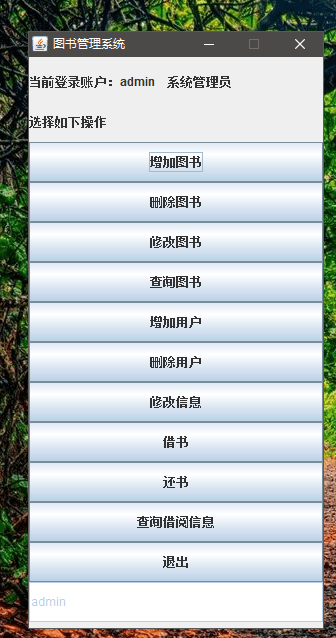 图书管理系统
当前登录账户：admin 系统管理员
选择如下操作
增加图书
删除图书
修改图书
查询图书
增加用户
删除用户
修改信息
借书
还书
查询借阅信息
退出
admin